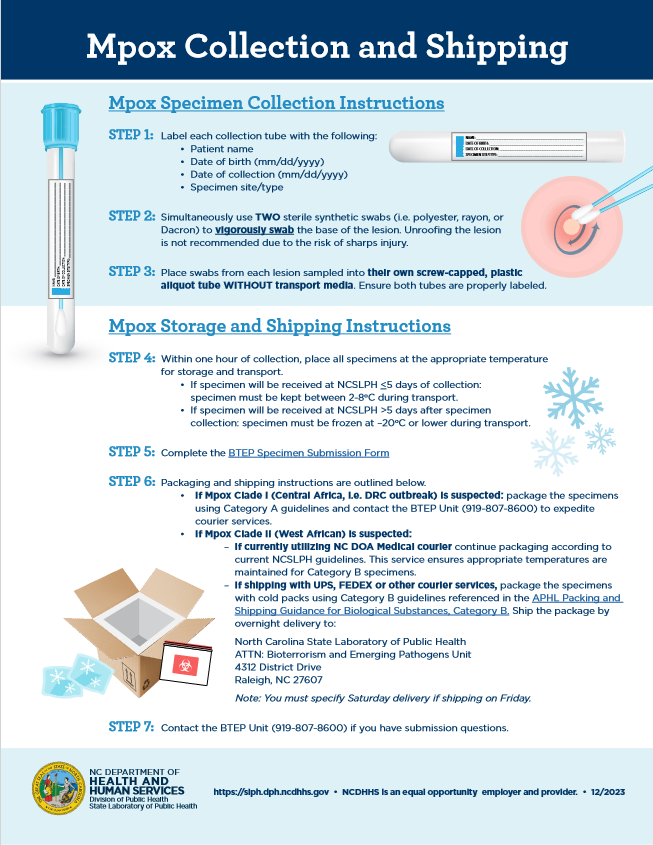 Mpox Collection and Shipping
Mpox Specimen Collection Instructions
STEP 1: Label each collection tube with the following:
• Patient name
• Date of birth (mm/dd/yyyy)
• Date of collection (mm/dd/yyyy)
• Specimen site/type
NAME:
DATE OF BIRTH:
DATE OF COLLECTION:
SPECIMEN SITE/TYPE:
STEP 2: Simultaneously use TWO sterile synthetic swabs (i.e. polyester, rayon, or
Dacron) to vigorously swab the base of the lesion. Unroofing the lesion
is not recommended due to the risk of sharps injury.
STEP 3: Place swabs from each lesion sampled into their own screw-capped, plastic
aliquot tube WITHOUT transport media. Ensure both tubes are properly labeled.
NAME:
DATE OF BIRTH:
DATE OF COLLECTION:
SPECIMEN SITE/TYPE:
Mpox Storage and Shipping Instructions
STEP 4: Within one hour of collection, place all specimens at the appropriate temperature
for storage and transport.
• If specimen will be received at NCSLPH ≤5 days of collection:
specimen must be kept between 2-8°C during transport.
• If specimen will be received at NCSLPH >5 days after specimen
collection: specimen must be frozen at -20°C or lower during transport.
STEP 5: Complete the BTEP Specimen Submission Form
STEP 6: Packaging and shipping instructions are outlined below.
• If Mpox Clade I (Central Africa, i.e. DRC outbreak) is suspected: package the specimens
using Category A guidelines and contact the BTEP Unit (919-807-8600) to expedite
courier services.
• If Mpox Clade II (West African) is suspected:
– If currently utilizing NC DOA Medical courier continue packaging according to
current NCSLPH guidelines. This service ensures appropriate temperatures are
maintained for Category B specimens.
– If shipping with UPS, FEDEX or other courier services, package the specimens
with cold packs using Category B guidelines referenced in the APHL Packing and
Shipping Guidance for Biological Substances, Category B. Ship the package by
overnight delivery to:
North Carolina State Laboratory of Public Health
ATTN: Bioterrorism and Emerging Pathogens Unit
4312 District Drive
Raleigh, NC 27607
Note: You must specify Saturday delivery if shipping on Friday.
STEP 7: Contact the BTEP Unit (919-807-8600) if you have submission questions.
NC DEPARTMENT OF
HEALTH AND
HUMAN SERVICES
Division of Public Health
State Laboratory of Public Health
https://slph.dph.ncdhhs.gov • NCDHHS is an equal opportunity employer and provider. • 12/2023